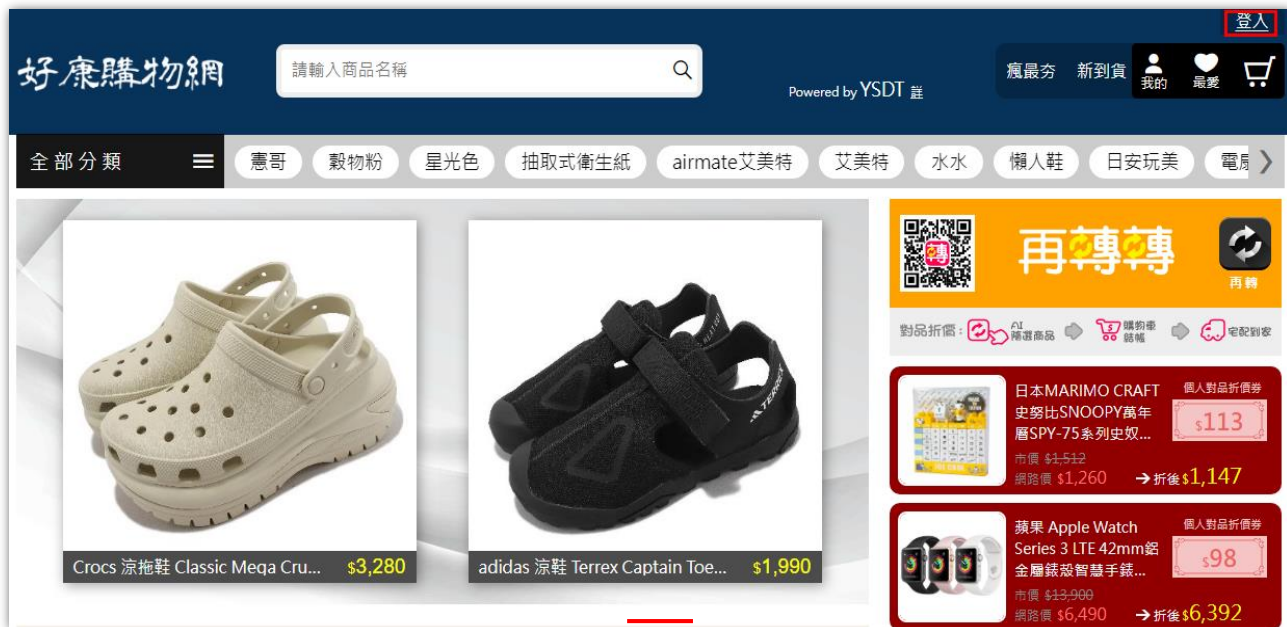 登入
好康購物網
請輸入商品名稱
Powered by YSDT 註
瘋最夯
新到貨
我的
最愛
全部分類
憲哥
穀物粉
星光色
抽取式衛生紙
airmate艾美特
艾美特
水水
懶人鞋
日安玩美
電扇
轉
再轉轉
再轉
對品折價：
AI
篩選商品
購物車
結帳
宅配到家
Crocs 涼拖鞋 Classic Mega Cru... $3,280
TERREX
adidas 涼鞋 Terrex Captain Toe... $1,990
日本MARIMO CRAFT
史努比SNOOPY萬年
曆SPY-75系列史奴...
市價 $1,512
網路價 $1,260
個人對品折價券
$113
➔折後$1,147
蘋果 Apple Watch
Series 3 LTE 42mm鋁
金屬錶殼智慧手錶...
市價 $13,900
網路價 $6,490
個人對品折價券
$98
➔折後$6,392